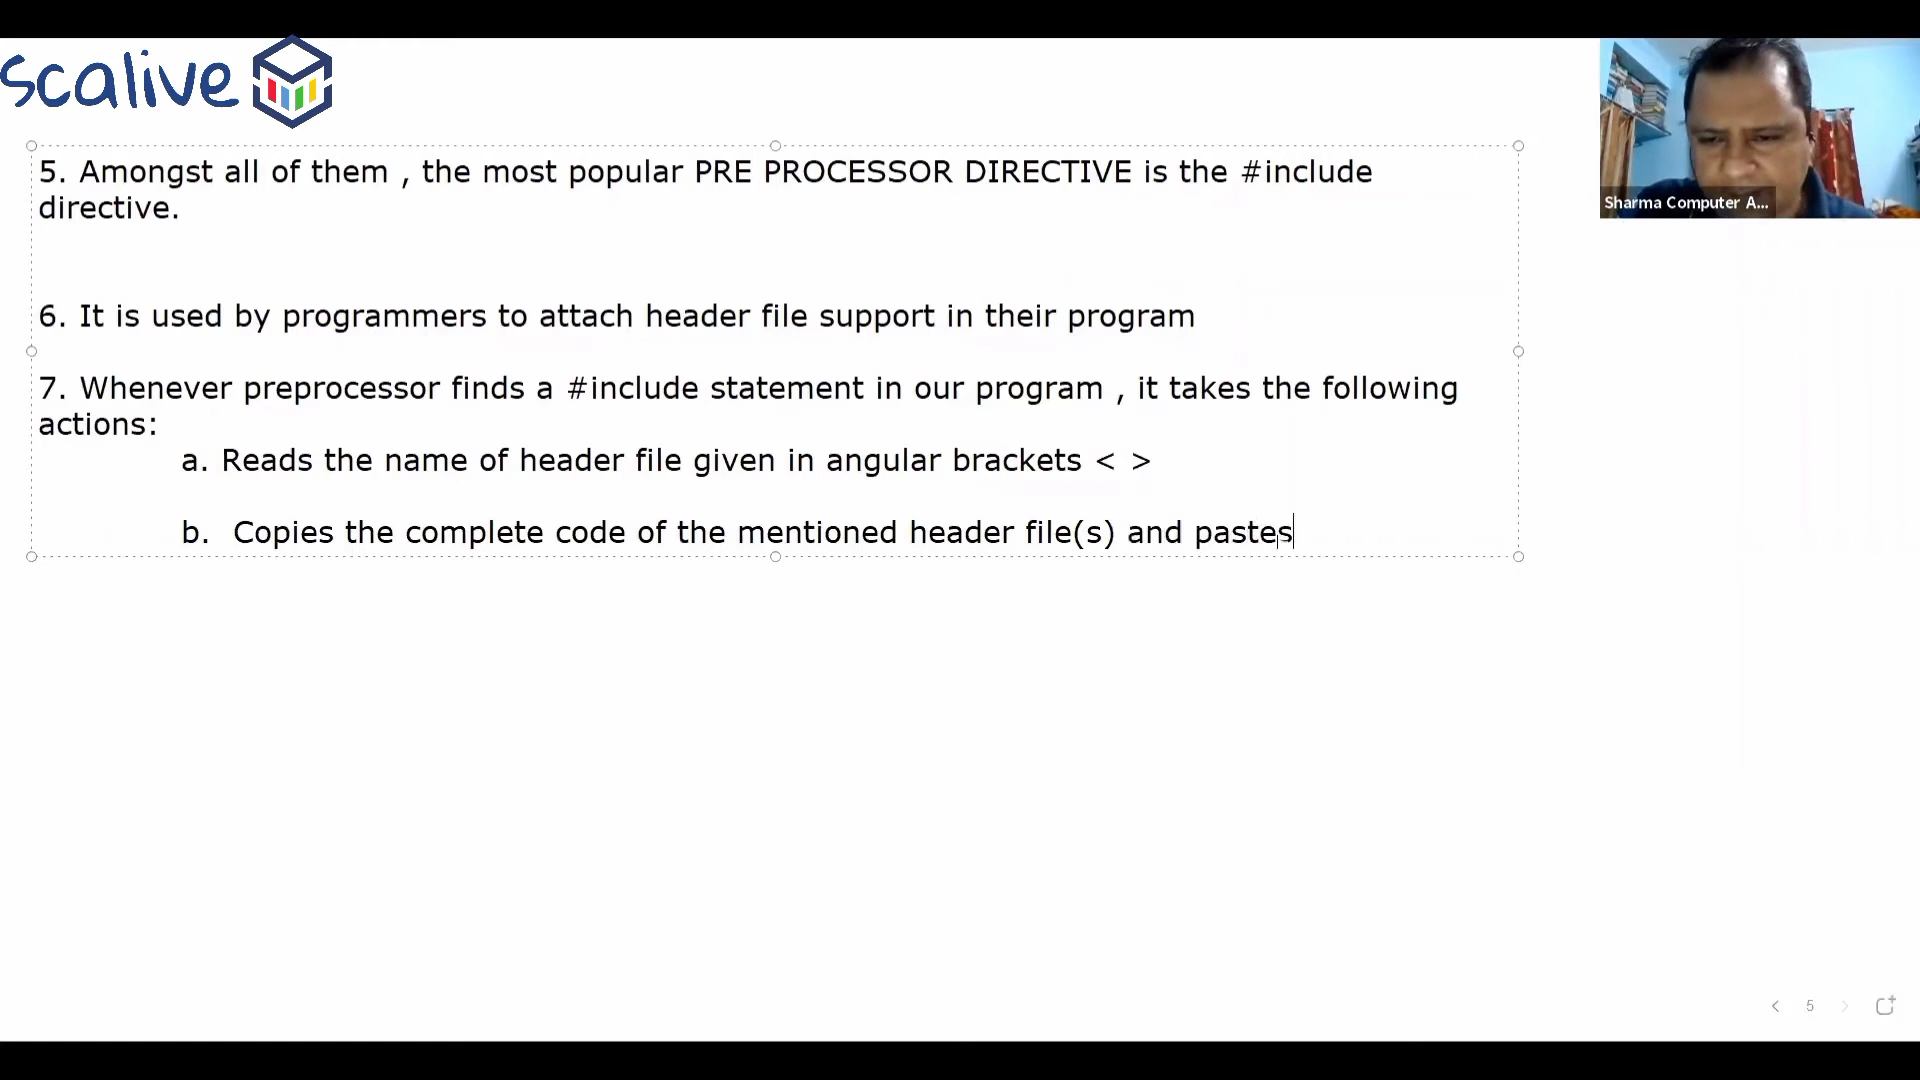 scalive
5. Amongst all of them , the most popular PRE PROCESSOR DIRECTIVE is the #include
directive.
6. It is used by programmers to attach header file support in their program
7. Whenever preprocessor finds a #include statement in our program , it takes the following
actions:
a. Reads the name of header file given in angular brackets < >
b.  Copies the complete code of the mentioned header file(s) and pastes
Sharma Computer A...
< 5 >